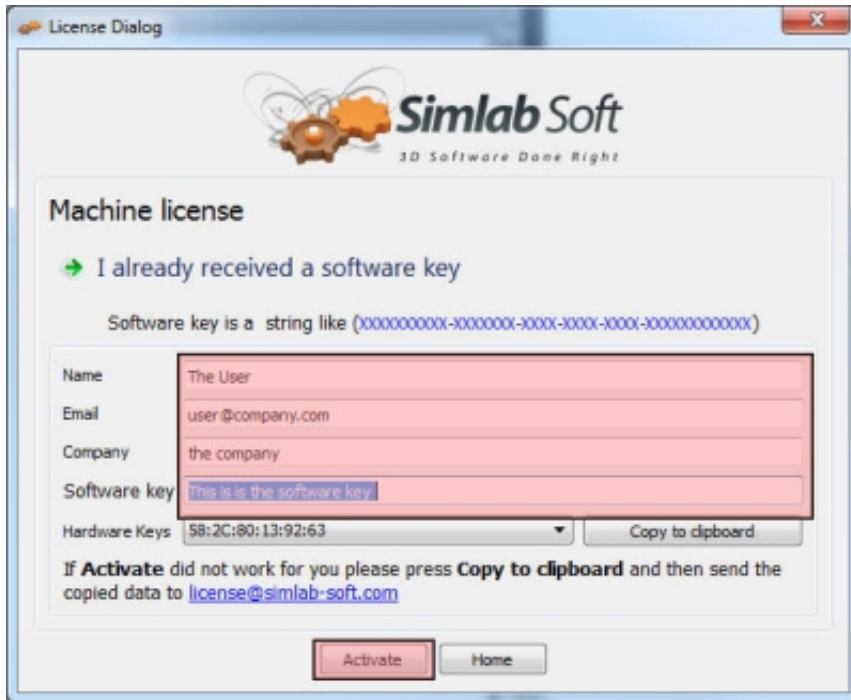 License Dialog
Simlab Soft
3D Software Done Right
Machine license
I already received a software key
Software key is a string like (XXXXXXXXXX-XXXXXXX-XXXX-XXXX-XXXX-XXXXXXXXXXXX)
Name The User
Email user@company.com
Company the company
Software key This is is the software key
Hardware Keys 58:2C:80:13:92:63 Copy to clipboard
If Activate did not work for you please press Copy to clipboard and then send the
copied data to license@simlab-soft.com
Activate Home